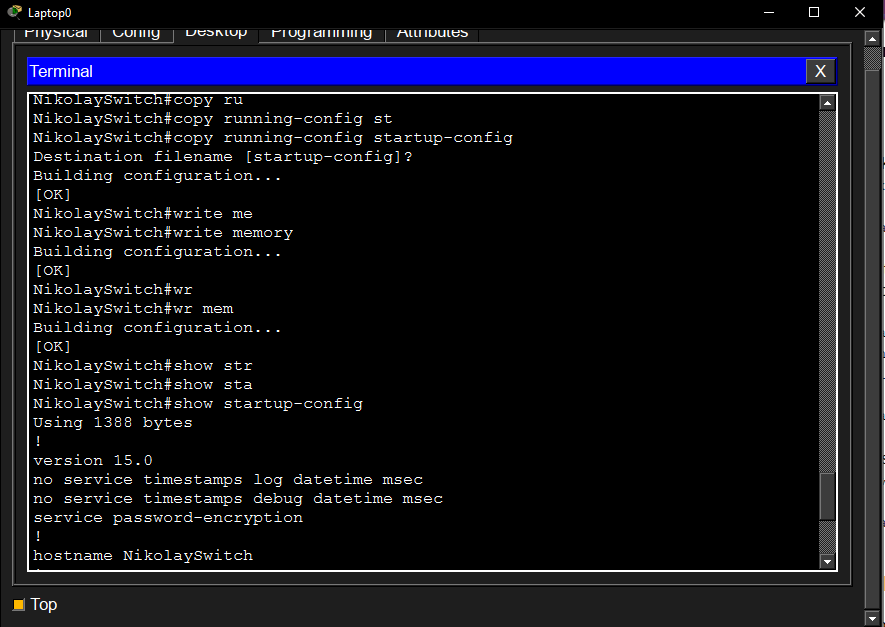 Laptop0
Physical Config Desktop Programming Attributes
Terminal X
NikolaySwitch#copy ru
NikolaySwitch#copy running-config st
NikolaySwitch#copy running-config startup-config
Destination filename [startup-config]?
Building configuration...
[OK]
NikolaySwitch#write me
NikolaySwitch#write memory
Building configuration...
[OK]
NikolaySwitch#wr
NikolaySwitch#wr mem
Building configuration...
[OK]
NikolaySwitch#show str
NikolaySwitch#show sta
NikolaySwitch#show startup-config
Using 1388 bytes
!
version 15.0
no service timestamps log datetime msec
no service timestamps debug datetime msec
service password-encryption
!
hostname NikolaySwitch
Top